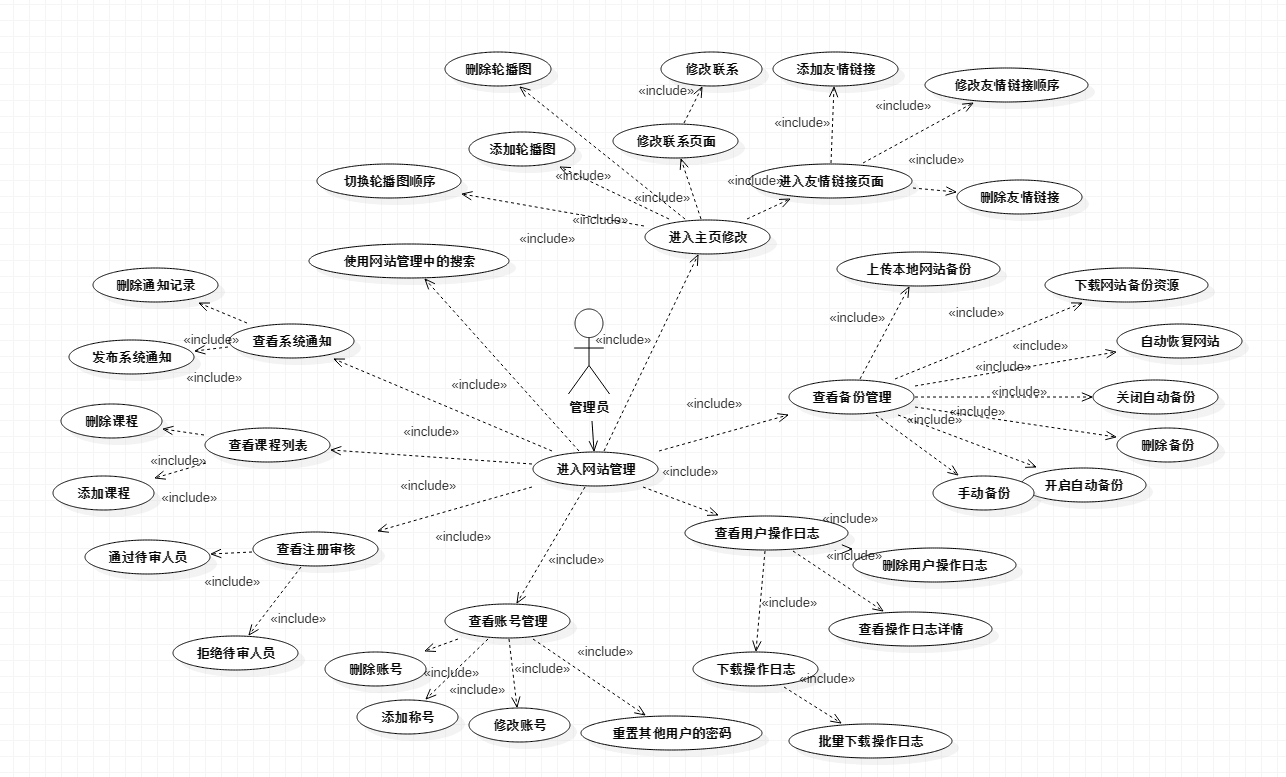 删除轮播图
修改联系
添加友情链接
修改友情链接顺序
«include»
«include»
«include»
添加轮播图
修改联系页面
«include»
切换轮播图顺序
«include»
«include»
进入友情链接页面
«include»
删除友情链接
«include»
«include»
进入主页修改
使用网站管理中的搜索
上传本地网站备份
删除通知记录
下载网站备份资源
«include»
«include»
查看系统通知
«include»
«include»
自动恢复网站
发布系统通知
«include»
«include»
«include»
«include»
查看备份管理
«include»
关闭自动备份
管理员
«include»
«include»
«include»
删除课程
«include»
查看课程列表
删除备份
«include»
进入网站管理
«include»
«include»
添加课程
«include»
手动备份
开启自动备份
«include»
查看用户操作日志
«include»
通过待审人员
查看注册审核
«include»
«include»
删除用户操作日志
«include»
«include»
«include»
查看账号管理
查看操作日志详情
拒绝待审人员
«include»
删除账号
«include»
«include»
下载操作日志
«include»
«include»
添加称号
修改账号
重置其他用户的密码
批量下载操作日志